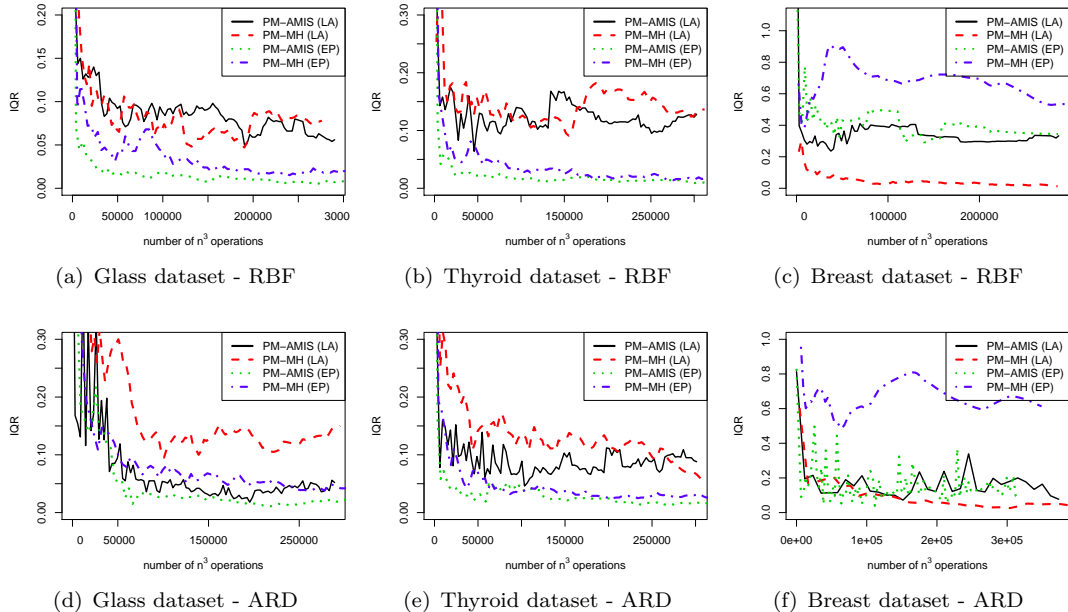 0.20
0.15
0.10
0.05
0.00
IQR
PM−AMIS (LA)
PM−MH (LA)
PM−AMIS (EP)
PM−MH (EP)
0 50000 100000 200000 3000
number of n³ operations
(a) Glass dataset - RBF
0.30
0.20
0.10
0.00
IQR
PM−AMIS (LA)
PM−MH (LA)
PM−AMIS (EP)
PM−MH (EP)
0 50000 150000 250000
number of n³ operations
(b) Thyroid dataset - RBF
1.0
0.8
0.6
0.4
0.2
0.0
IQR
PM−AMIS (LA)
PM−MH (LA)
PM−AMIS (EP)
PM−MH (EP)
0 100000 200000
number of n³ operations
(c) Breast dataset - RBF
0.30
0.20
0.10
0.00
IQR
PM−AMIS (LA)
PM−MH (LA)
PM−AMIS (EP)
PM−MH (EP)
0 50000 150000 250000
number of n³ operations
(d) Glass dataset - ARD
0.30
0.20
0.10
0.00
IQR
PM−AMIS (LA)
PM−MH (LA)
PM−AMIS (EP)
PM−MH (EP)
0 50000 150000 250000
number of n³ operations
(e) Thyroid dataset - ARD
1.0
0.8
0.6
0.4
0.2
0.0
IQR
PM−AMIS (LA)
PM−MH (LA)
PM−AMIS (EP)
PM−MH (EP)
0e+00 1e+05 2e+05 3e+05
number of n³ operations
(f) Breast dataset - ARD